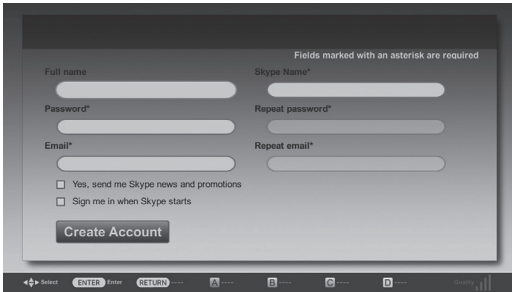 Fields marked with an asterisk are required
Full name Skype Name*
Password* Repeat password*
Email* Repeat email*
Yes, send me Skype news and promotions
Sign me in when Skype starts
Create Account
Select ENTER Enter RETURN ---- A ---- B ---- C ---- D ---- Quality